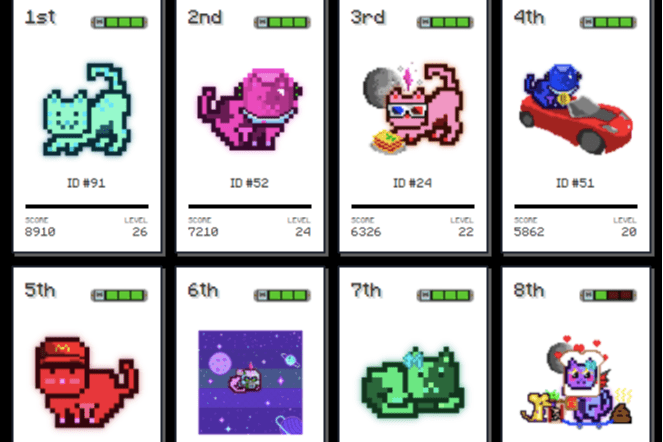 1st
2nd
3rd
4th
ID #91
ID #52
ID #24
ID #51
SCORE LEVEL
8910 26
SCORE LEVEL
7210 24
SCORE LEVEL
6326 22
SCORE LEVEL
5862 20
5th
6th
7th
8th